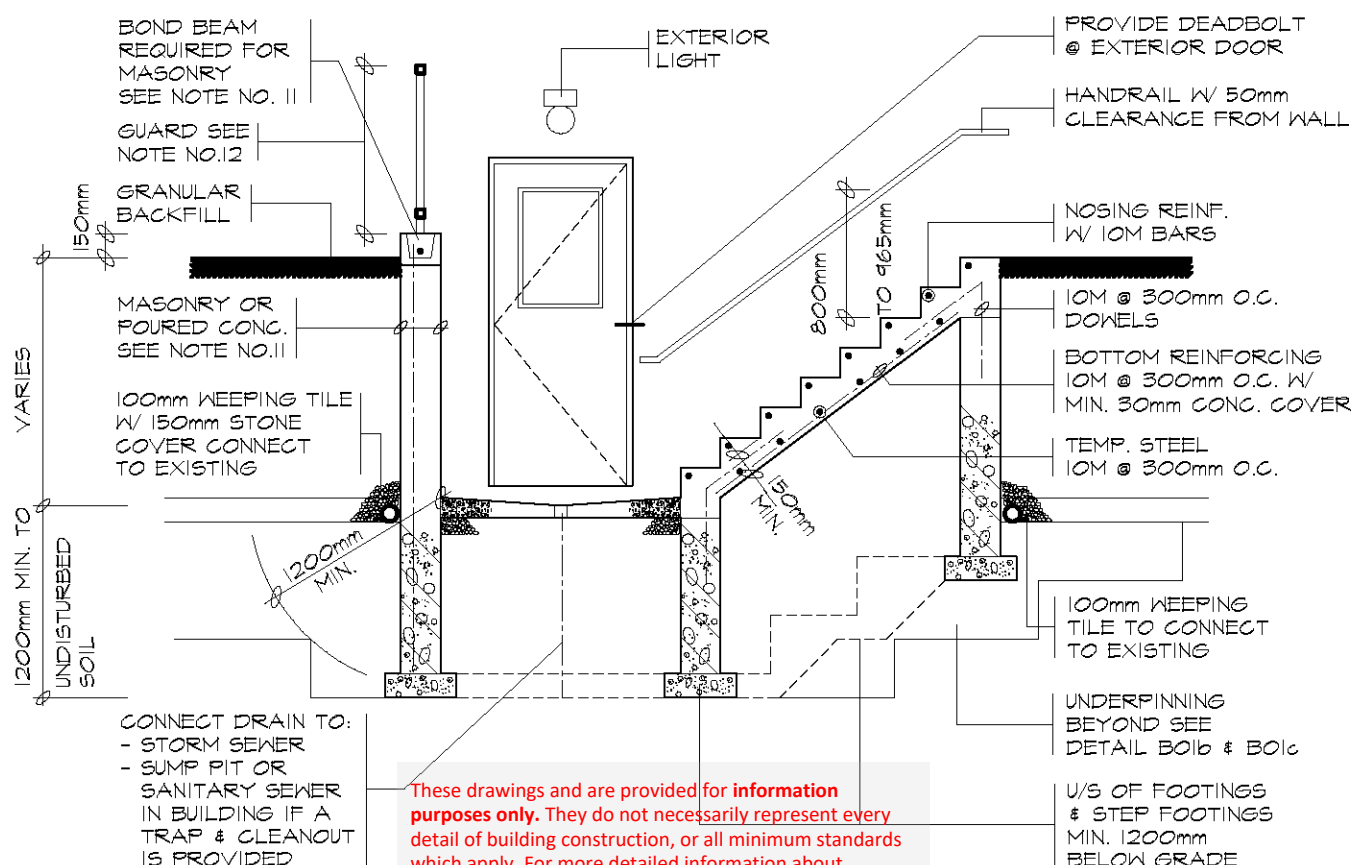 BOND BEAM
REQUIRED FOR
MASONRY
SEE NOTE NO. 11
GUARD SEE
NOTE NO.12
GRANULAR
BACKFILL
150mm
MASONRY OR
POURED CONC.
SEE NOTE NO.11
VARIES
100mm WEEPING TILE
W/ 150mm STONE
COVER CONNECT
TO EXISTING
1200mm MIN. TO
UNDISTURBED
SOIL
1200mm
MIN.
CONNECT DRAIN TO:
- STORM SEWER
- SUMP PIT OR
SANITARY SEWER
IN BUILDING IF A
TRAP & CLEANOUT
IS PROVIDED
EXTERIOR
LIGHT
800mm
TO 965mm
150mm
MIN.
PROVIDE DEADBOLT
@ EXTERIOR DOOR
HANDRAIL W/ 50mm
CLEARANCE FROM WALL
NOSING REINF.
W/ 10M BARS
10M @ 300mm O.C.
DOWELS
BOTTOM REINFORCING
10M @ 300mm O.C. W/
MIN. 30mm CONC. COVER
TEMP. STEEL
10M @ 300mm O.C.
100mm WEEPING
TILE TO CONNECT
TO EXISTING
UNDERPINNING
BEYOND SEE
DETAIL B01b & B01c
U/S OF FOOTINGS
& STEP FOOTINGS
MIN. 1200mm
BELOW GRADE
These drawings and are provided for information
purposes only. They do not necessarily represent every
detail of building construction, or all minimum standards
which apply. For more detailed information about